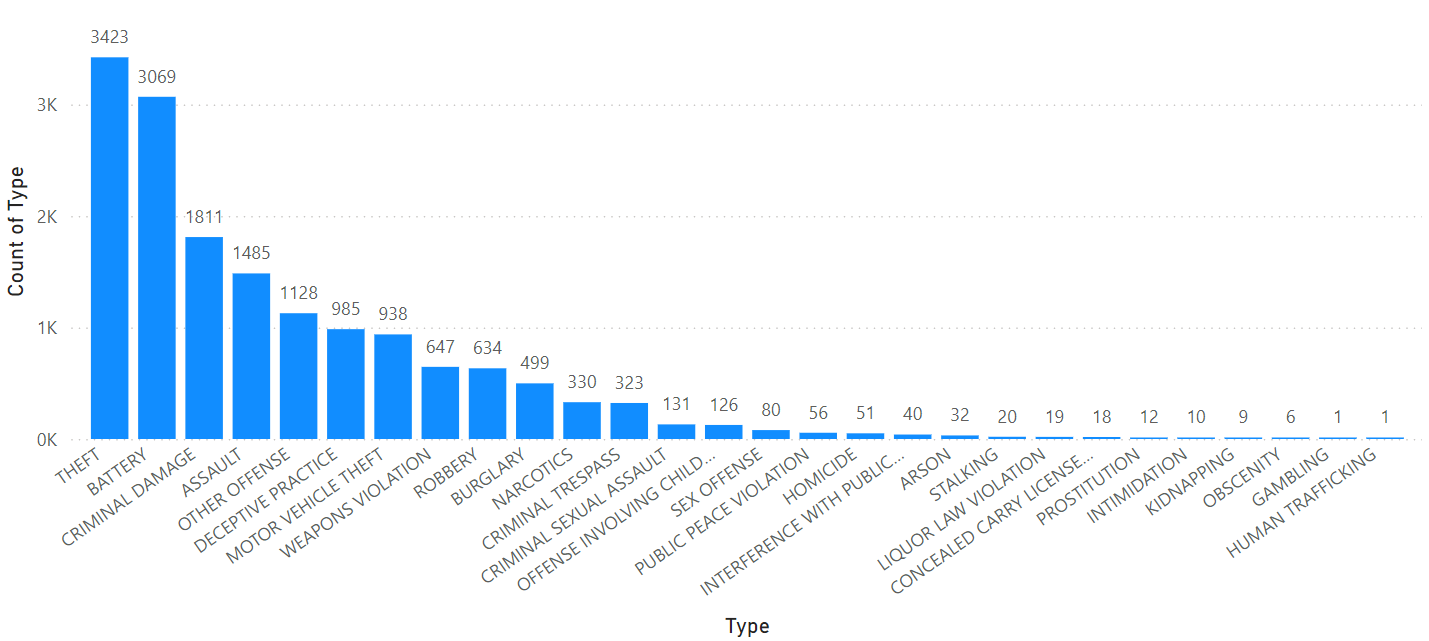 3423
3069
1811
1485
1128
985
938
647
634
499
330
323
131
126
80
56
51
40
32
20
19
18
12
10
9
6
1
1
3K
2K
1K
0K
Count of Type
THEFT
BATTERY
CRIMINAL DAMAGE
ASSAULT
OTHER OFFENSE
DECEPTIVE PRACTICE
MOTOR VEHICLE THEFT
WEAPONS VIOLATION
ROBBERY
BURGLARY
NARCOTICS
CRIMINAL TRESPASS
CRIMINAL SEXUAL ASSAULT
OFFENSE INVOLVING CHILD...
SEX OFFENSE
PUBLIC PEACE VIOLATION
HOMICIDE
INTERFERENCE WITH PUBLIC...
ARSON
STALKING
LIQUOR LAW VIOLATION
CONCEALED CARRY LICENSE...
PROSTITUTION
INTIMIDATION
KIDNAPPING
OBSCENITY
GAMBLING
HUMAN TRAFFICKING
Type